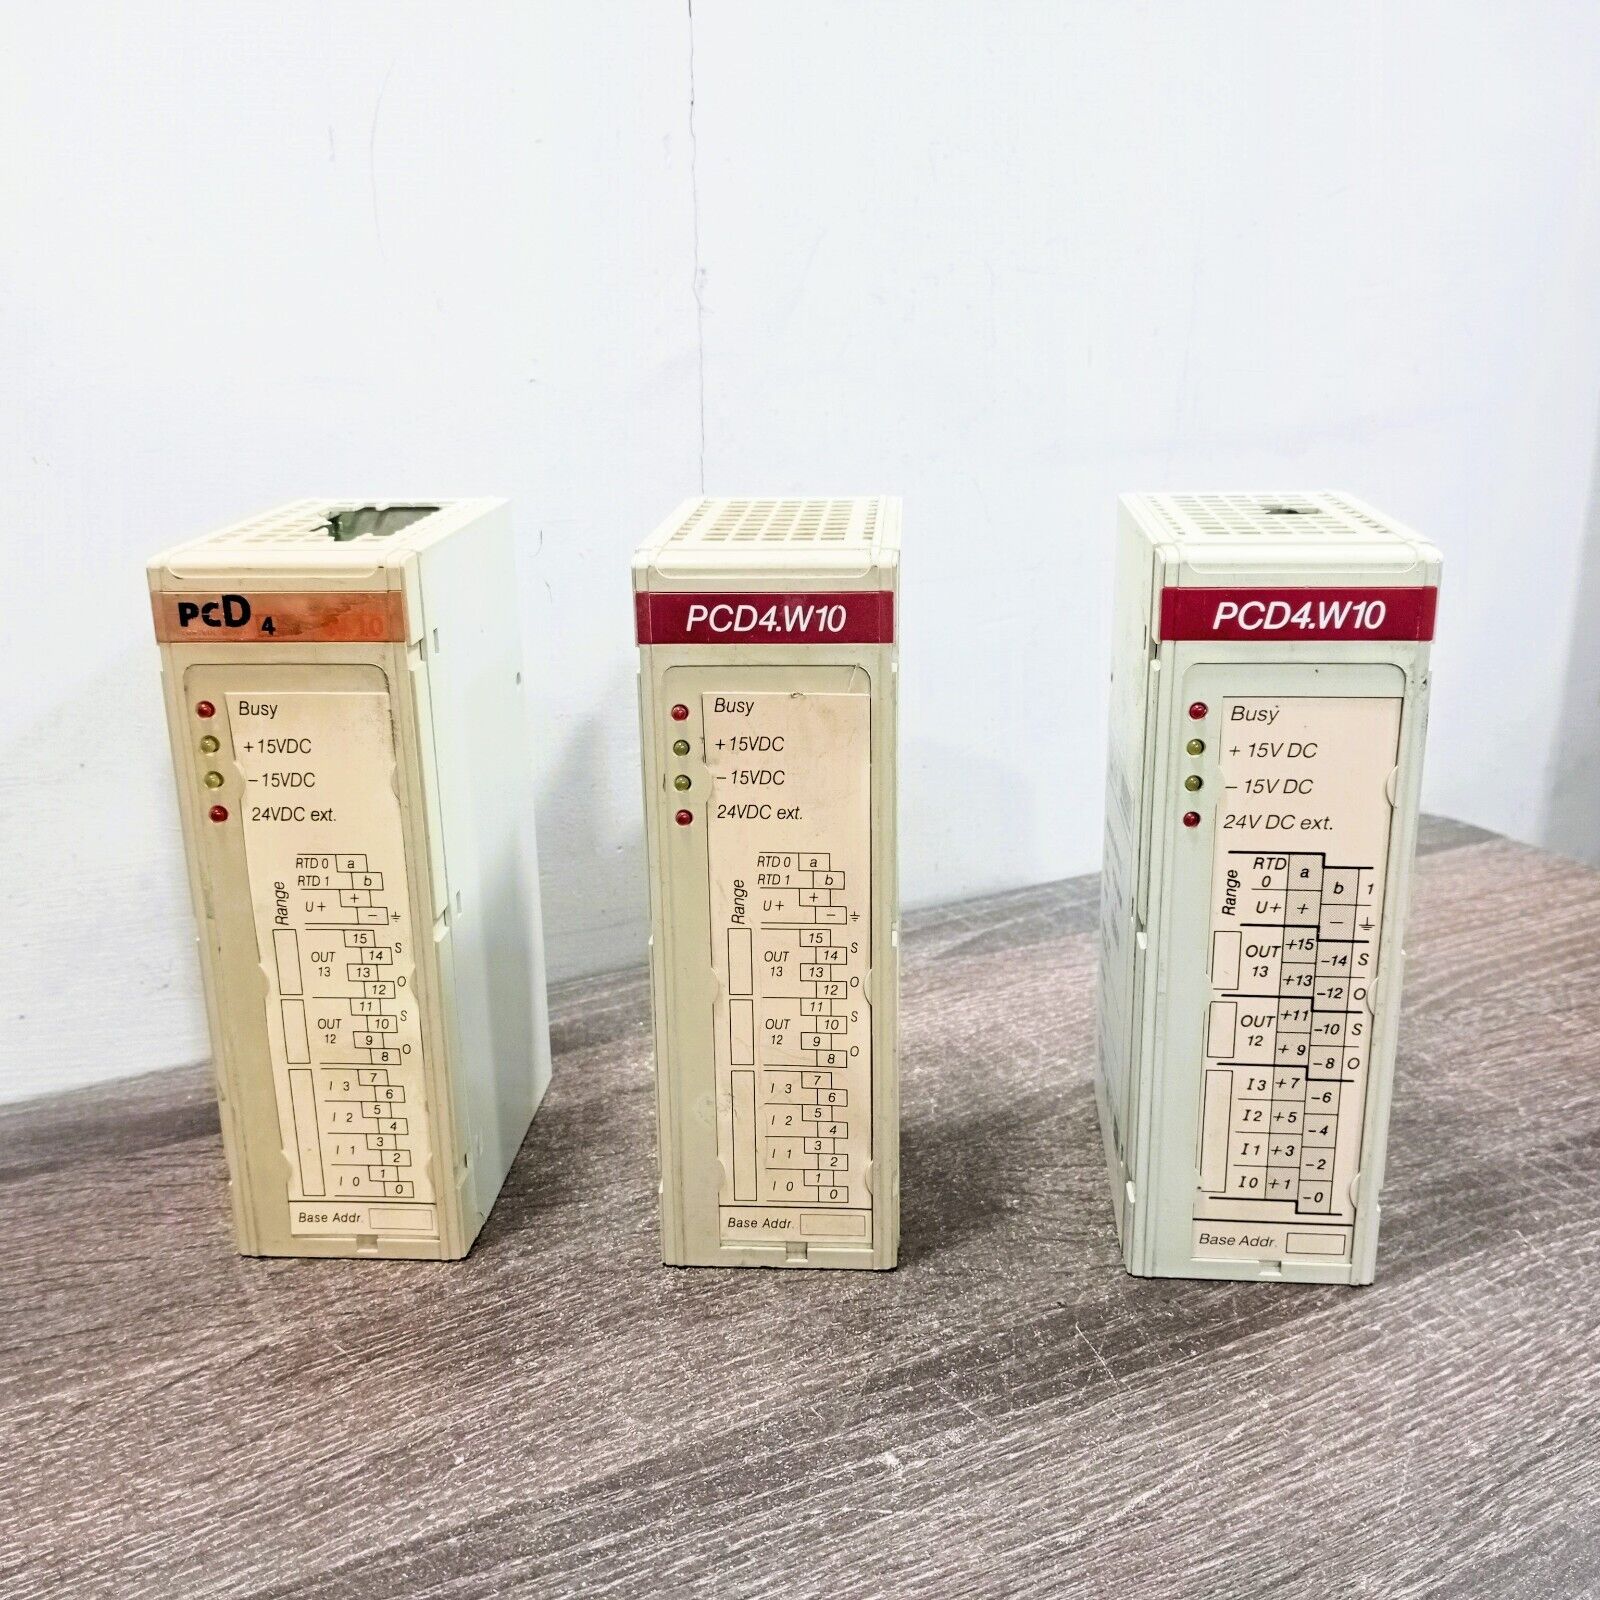 PCD 4 10
Busy
+15VDC
–15VDC
24VDC ext.
Range
RTD 0 a
RTD 1 b
U+ +
–
15 S
OUT 14
13 13
12 O
11 S
OUT 10
12 9
8 O
I 3 7
6
I 2 5
4
I 1 3
2
I 0 1
0
Base Addr.
PCD4.W10
Busy
+15VDC
–15VDC
24VDC ext.
Range
RTD 0 a
RTD 1 b
U+ +
–
15 S
OUT 14
13 13
12 O
11 S
OUT 10
12 9
8 O
I 3 7
6
I 2 5
4
I 1 3
2
I 0 1
0
Base Addr.
PCD4.W10
Busy
+ 15V DC
– 15V DC
24V DC ext.
Range
RTD a
0 b 1
U+ + –
+15
OUT -14 S
13 +13
-12 O
+11
OUT -10 S
12 + 9
-8 O
I3 +7
-6
I2 +5
-4
I1 +3
-2
I0 +1
-0
Base Addr.